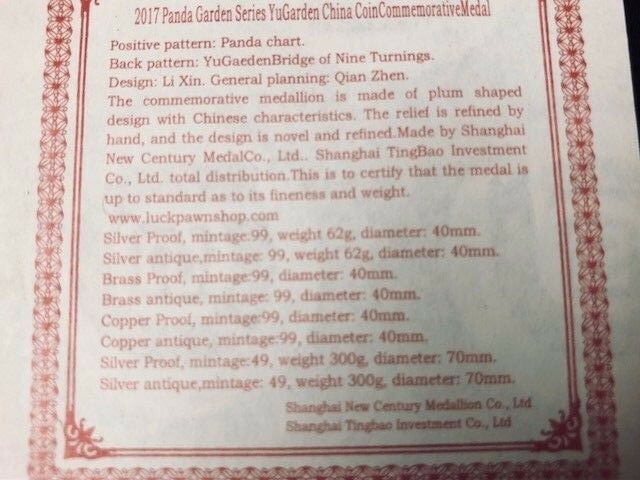 2017 Panda Garden Series YuGarden China CoinCommemorativeMedal
Positive pattern: Panda chart.
Back pattern: YuGaedenBridge of Nine Turnings.
Design: Li Xin. General planning: Qian Zhen.
The commemorative medallion is made of plum shaped
design with Chinese characteristics. The relief is refined by
hand, and the design is novel and refined.Made by Shanghai
New Century MedalCo., Ltd.. Shanghai TingBao Investment
Co., Ltd. total distribution.This is to certify that the medal is
up to standard as to its fineness and weight.
www.luckpawnshop.com
Silver Proof, mintage:99, weight 62g, diameter: 40mm.
Silver antique,mintage: 99, weight 62g, diameter: 40mm.
Brass Proof, mintage:99, diameter: 40mm.
Brass antique, mintage: 99, diameter: 40mm.
Copper Proof, mintage:99, diameter: 40mm.
Copper antique, mintage:99, diameter: 40mm.
Silver Proof, mintage:49, weight 300g, diameter: 70mm.
Silver antique,mintage: 49, weight 300g, diameter: 70mm.
Shanghai New Century Medallion Co., Ltd
Shanghai Tingbao Investment Co., Ltd